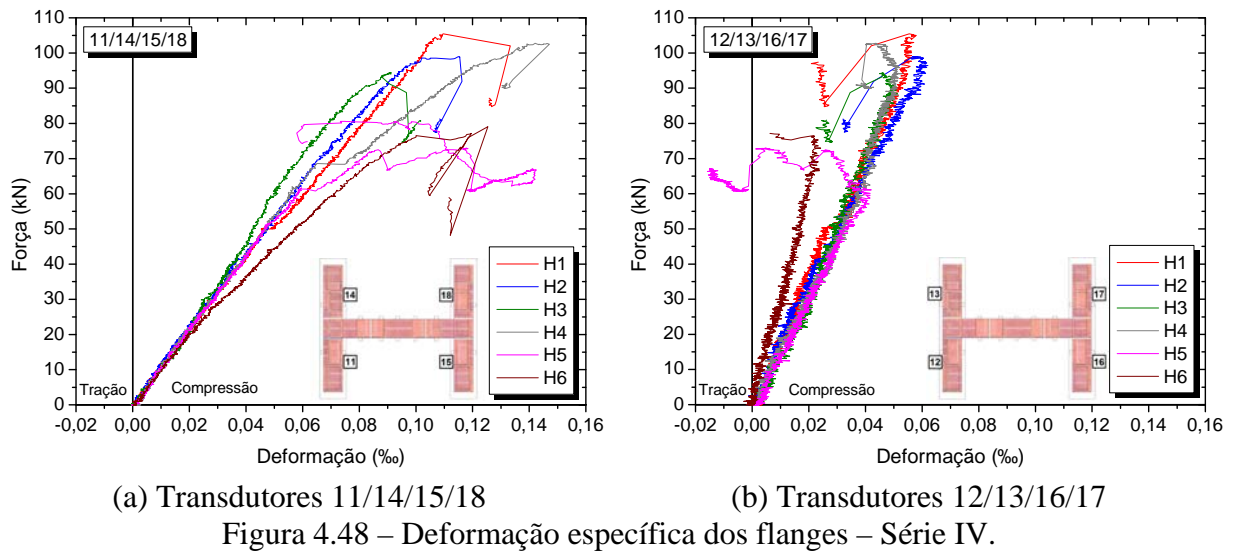 11/14/15/18
Força (kN)
110
100
90
80
70
60
50
40
30
20
10
0
Tração
Compressão
14
18
11
15
H1
H2
H3
H4
H5
H6
-0,02 0,00 0,02 0,04 0,06 0,08 0,10 0,12 0,14 0,16
Deformação (‰)
(a) Transdutores 11/14/15/18
12/13/16/17
Força (kN)
110
100
90
80
70
60
50
40
30
20
10
0
Tração
Compressão
13
17
12
16
H1
H2
H3
H4
H5
H6
-0,02 0,00 0,02 0,04 0,06 0,08 0,10 0,12 0,14 0,16
Deformação (‰)
(b) Transdutores 12/13/16/17
Figura 4.48 – Deformação específica dos flanges – Série IV.